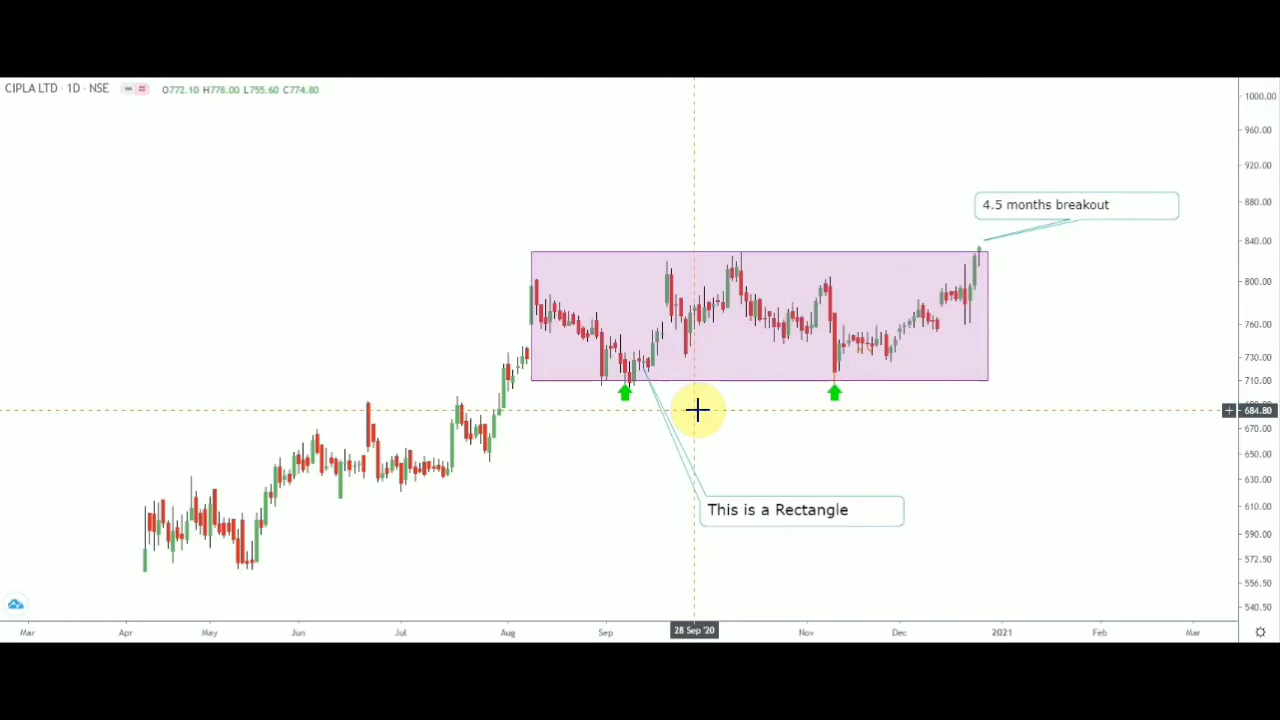 CIPLA LTD · 1D · NSE
O772.10 H778.00 L755.60 C774.80
1000.00
960.00
920.00
880.00
840.00
800.00
760.00
730.00
710.00
684.80
670.00
650.00
630.00
610.00
590.00
572.50
556.50
540.50
4.5 months breakout
This is a Rectangle
Mar
Apr
May
Jun
Jul
Aug
Sep
28 Sep '20
Nov
Dec
2021
Feb
Mar